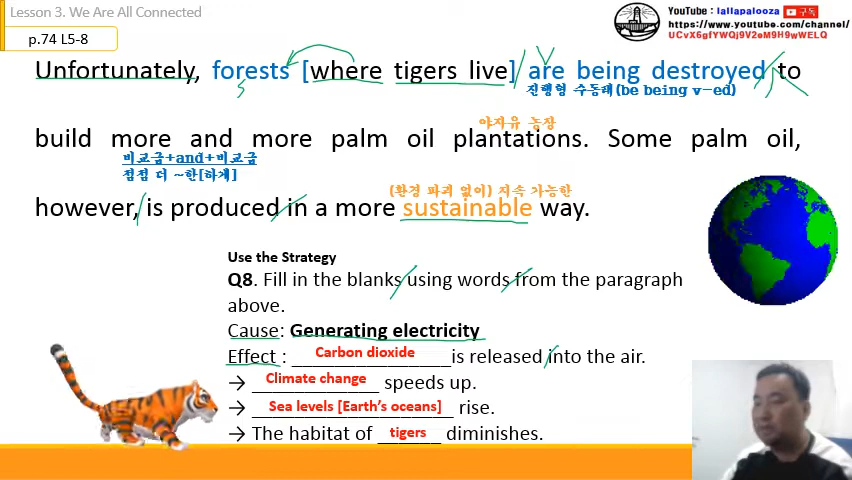 Lesson 3. We Are All Connected
p.74 L5-8
YouTube : lallapalooza 구독
https://www.youtube.com/channel/
UCvX6gfYWQj9V2eM9H9wWELQ
Unfortunately, forests [where tigers live] are being destroyed to
S V
진행형 수동태(be being v-ed)
야자유 농장
build more and more palm oil plantations. Some palm oil,
비교급+and+비교급
점점 더 ~한[하게]
(환경 파괴 없이) 지속 가능한
however, is produced in a more sustainable way.
Use the Strategy
Q8. Fill in the blanks using words from the paragraph
above.
Cause: Generating electricity
Effect : Carbon dioxide is released into the air.
→ Climate change speeds up.
→ Sea levels [Earth's oceans] rise.
→ The habitat of tigers diminishes.